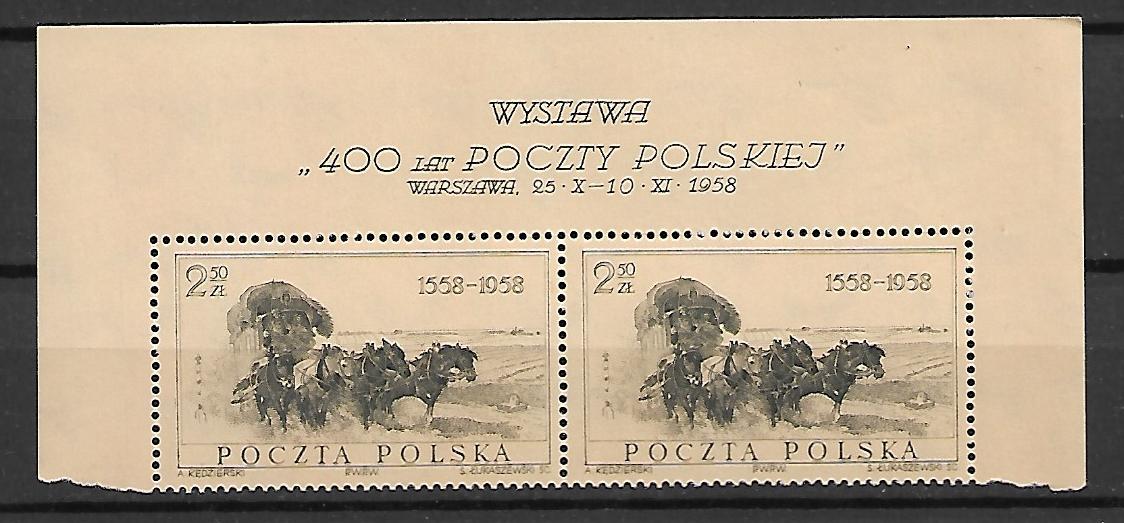 WYSTAWA
„400 LAT POCZTY POLSKIEJ”
WARSZAWA, 25·X–10·XI·1958
2 50 ZŁ 1558–1958
POCZTA POLSKA
A. KĘDZIERSKI PWPW S. ŁUKASZEWSKI SC.
2 50 ZŁ 1558–1958
POCZTA POLSKA
A. KĘDZIERSKI PWPW S. ŁUKASZEWSKI SC.